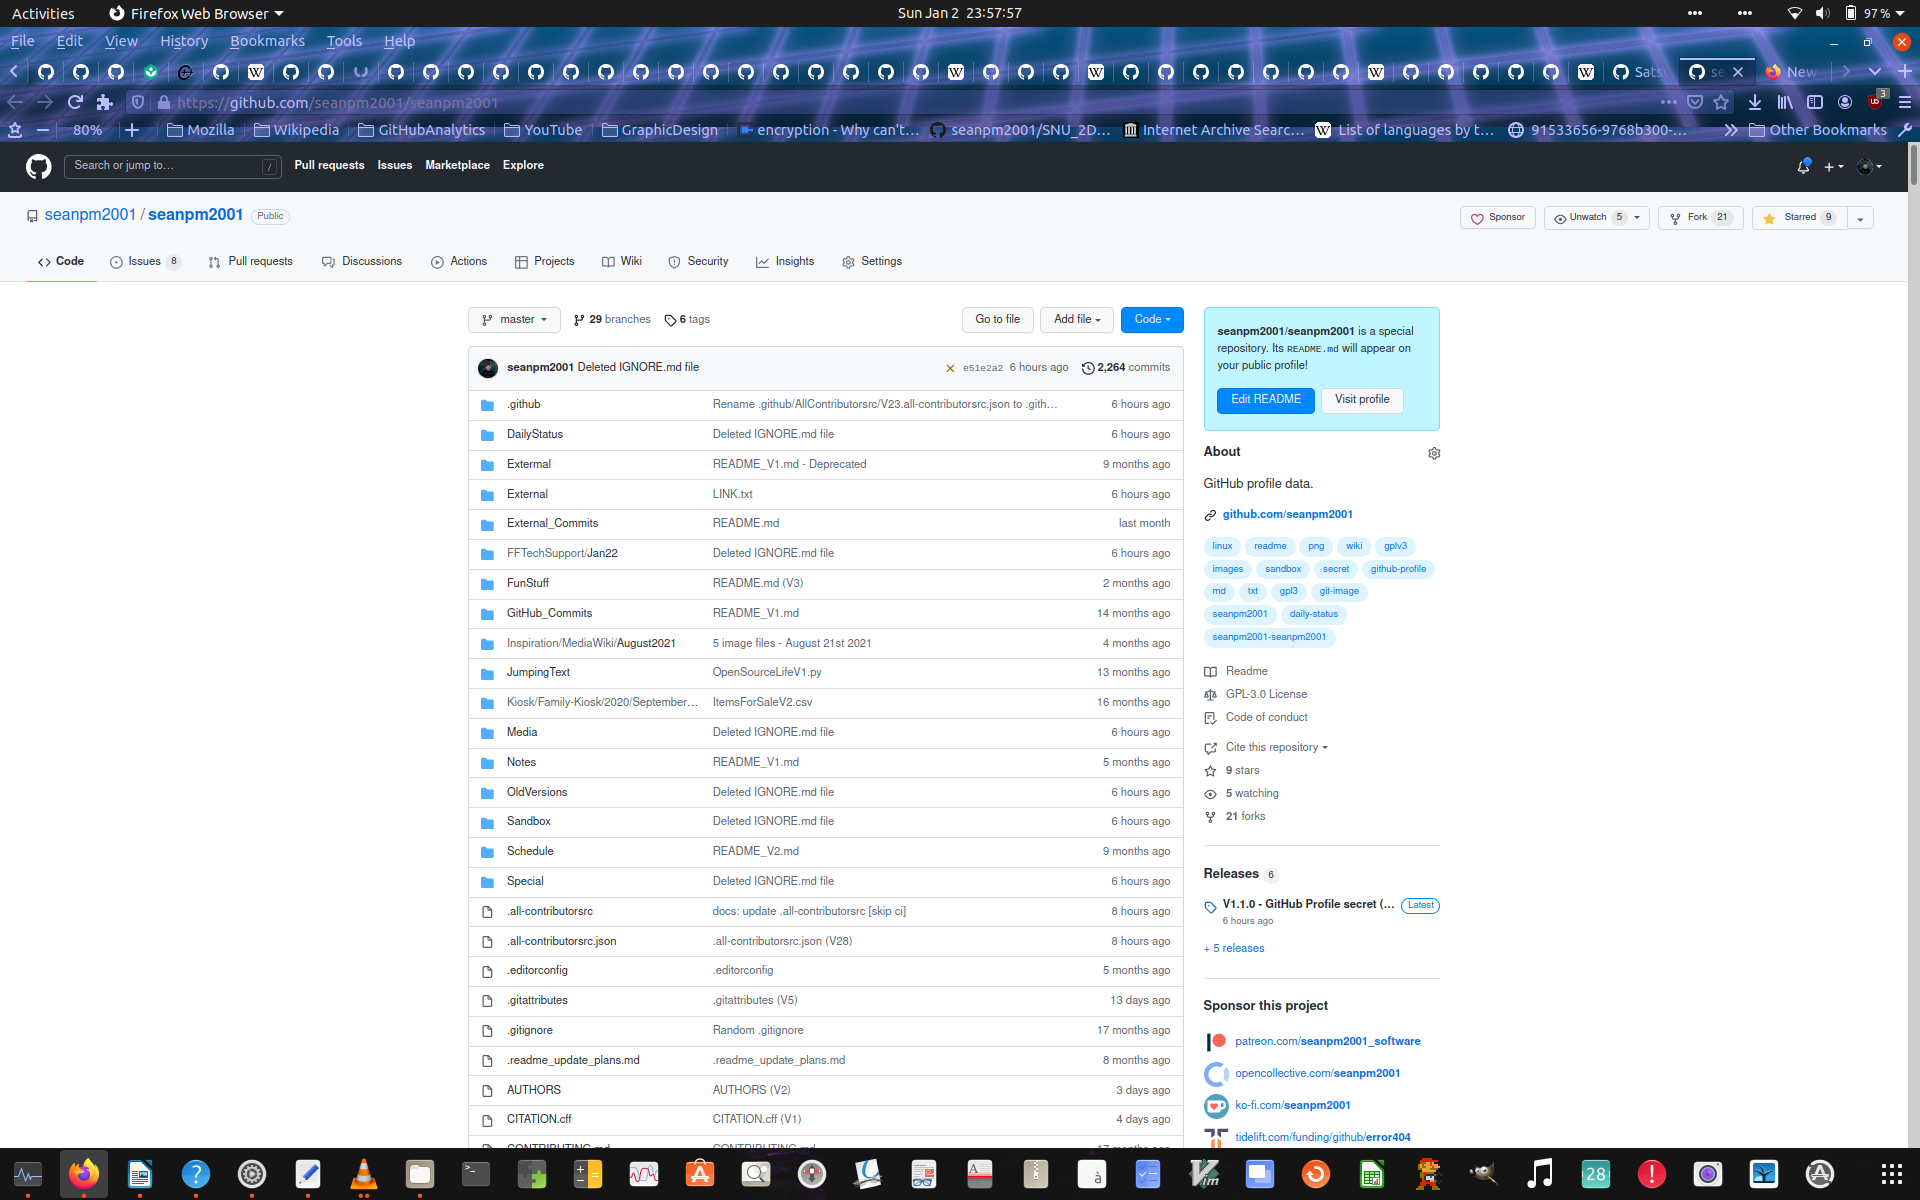 Activities Firefox Web Browser Sun Jan 2 23:57:57 97 %
File Edit View History Bookmarks Tools Help
Sats se New
https://github.com/seanpm2001/seanpm2001 3
80% Mozilla Wikipedia GitHubAnalytics YouTube GraphicDesign encryption - Why can't... seanpm2001/SNU_2D... Internet Archive Searc... List of languages by t... 91533656-9768b300-... Other Bookmarks
Search or jump to... / Pull requests Issues Marketplace Explore
seanpm2001 / seanpm2001 Public Sponsor Unwatch 5 Fork 21 Starred 9
Code Issues 8 Pull requests Discussions Actions Projects Wiki Security Insights Settings
master 29 branches 6 tags Go to file Add file Code
seanpm2001 Deleted IGNORE.md file e51e2a2 6 hours ago 2,264 commits
.github Rename .github/AllContributorsrc/V23.all-contributorsrc.json to .gith... 6 hours ago
DailyStatus Deleted IGNORE.md file 6 hours ago
Extermal README_V1.md - Deprecated 9 months ago
External LINK.txt 6 hours ago
External_Commits README.md last month
FFTechSupport/Jan22 Deleted IGNORE.md file 6 hours ago
FunStuff README.md (V3) 2 months ago
GitHub_Commits README_V1.md 14 months ago
Inspiration/MediaWiki/August2021 5 image files - August 21st 2021 4 months ago
JumpingText OpenSourceLifeV1.py 13 months ago
Kiosk/Family-Kiosk/2020/September... ItemsForSaleV2.csv 16 months ago
Media Deleted IGNORE.md file 6 hours ago
Notes README_V1.md 5 months ago
OldVersions Deleted IGNORE.md file 6 hours ago
Sandbox Deleted IGNORE.md file 6 hours ago
Schedule README_V2.md 9 months ago
Special Deleted IGNORE.md file 6 hours ago
.all-contributorsrc docs: update .all-contributorsrc [skip ci] 8 hours ago
.all-contributorsrc.json .all-contributorsrc.json (V28) 8 hours ago
.editorconfig .editorconfig 5 months ago
.gitattributes .gitattributes (V5) 13 days ago
.gitignore Random .gitignore 17 months ago
.readme_update_plans.md .readme_update_plans.md 8 months ago
AUTHORS AUTHORS (V2) 3 days ago
CITATION.cff CITATION.cff (V1) 4 days ago
CONTRIBUTING.md CONTRIBUTING.md 17 months ago
seanpm2001/seanpm2001 is a special
repository. Its README.md will appear on
your public profile!
Edit README Visit profile
About
GitHub profile data.
github.com/seanpm2001
linux readme png wiki gplv3
images sandbox secret github-profile
md txt gpl3 git-image
seanpm2001 daily-status
seanpm2001-seanpm2001
Readme
GPL-3.0 License
Code of conduct
Cite this repository
9 stars
5 watching
21 forks
Releases 6
V1.1.0 - GitHub Profile secret (... Latest
6 hours ago
+ 5 releases
Sponsor this project
patreon.com/seanpm2001_software
opencollective.com/seanpm2001
ko-fi.com/seanpm2001
tidelift.com/funding/github/error404
28